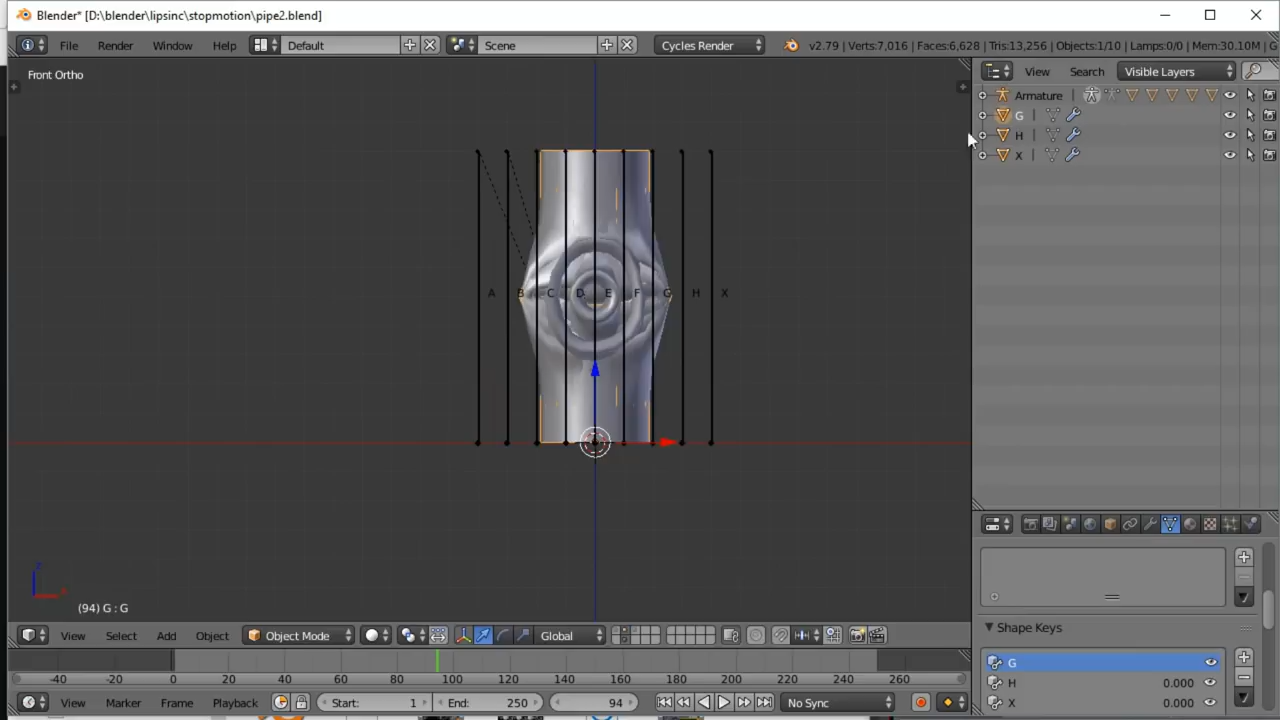 Blender* [D:\blender\lipsinc\stopmotion\pipe2.blend]
File Render Window Help Default Scene Cycles Render v2.79 | Verts:7,016 | Faces:6,628 | Tris:13,256 | Objects:1/10 | Lamps:0/0 | Mem:30.10M | G
Front Ortho
View Search Visible Layers
Armature
G
H
X
A B C D E F G H X
(94) G : G
View Select Add Object Object Mode Global
Shape Keys
G
H 0.000
X 0.000
-40 -20 0 20 40 60 80 100 120 140 160 180 200 220 240 260
View Marker Frame Playback Start: 1 End: 250 94 No Sync